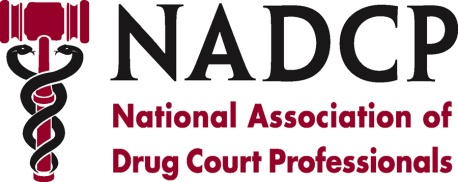 NADCP
National Association of
Drug Court Professionals